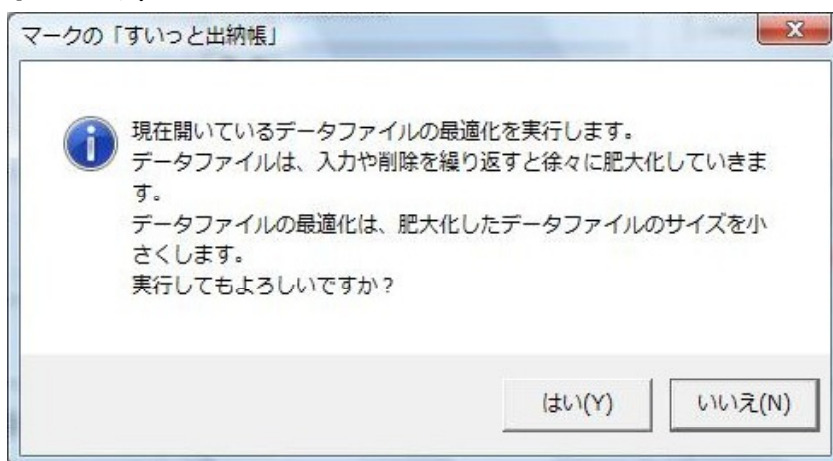 マークの「すいっと出納帳」
現在開いているデータファイルの最適化を実行します。
データファイルは、入力や削除を繰り返すと徐々に肥大化していきま
す。
データファイルの最適化は、肥大化したデータファイルのサイズを小
さくします。
実行してもよろしいですか？
はい(Y)
いいえ(N)